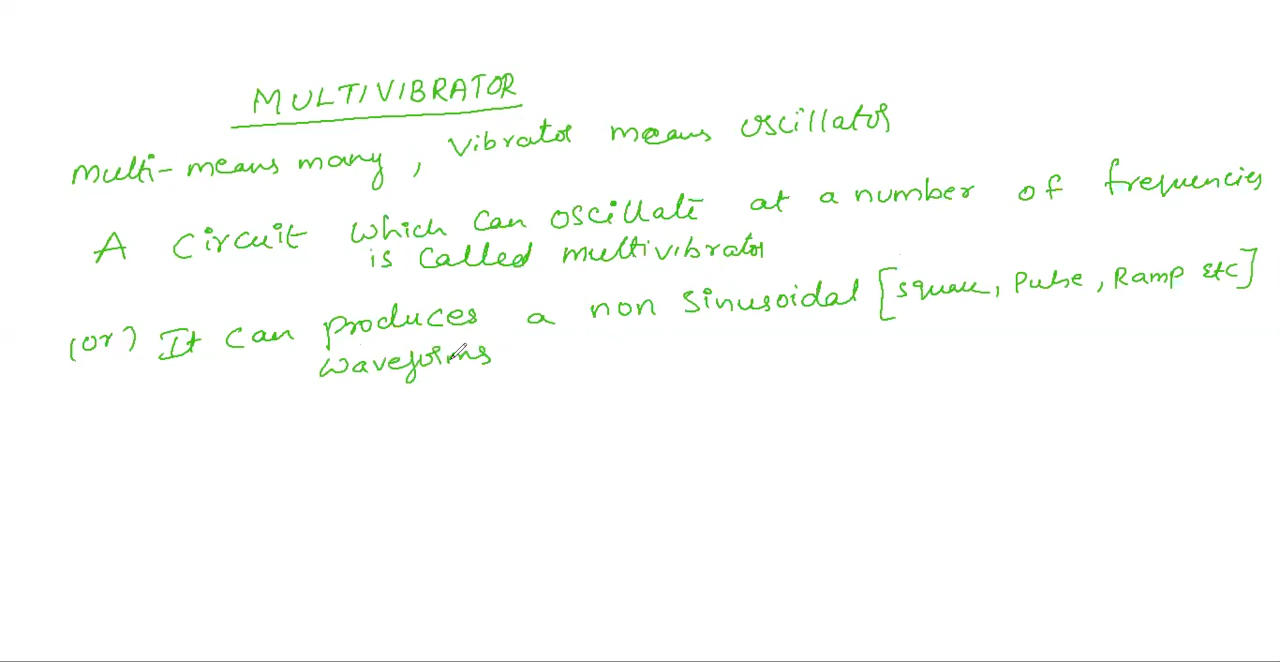 MULTIVIBRATOR
Multi- means many, Vibrator means oscillator
A circuit which can oscillate at a number of frequencies
is called multivibrator
(or) It can produces a non sinusoidal [square, Pulse, Ramp etc]
waveforms